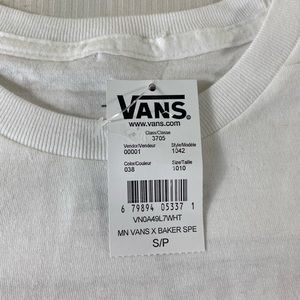 VANS
www.vans.com
Class/Classe
3705
Vendor/Vendeur Style/Modèle
00001 1042
Color/Couleur Size/Taille
038 1010
6 79894 05337 1
VN0A49L7WHT
MN VANS X BAKER SPE
S/P